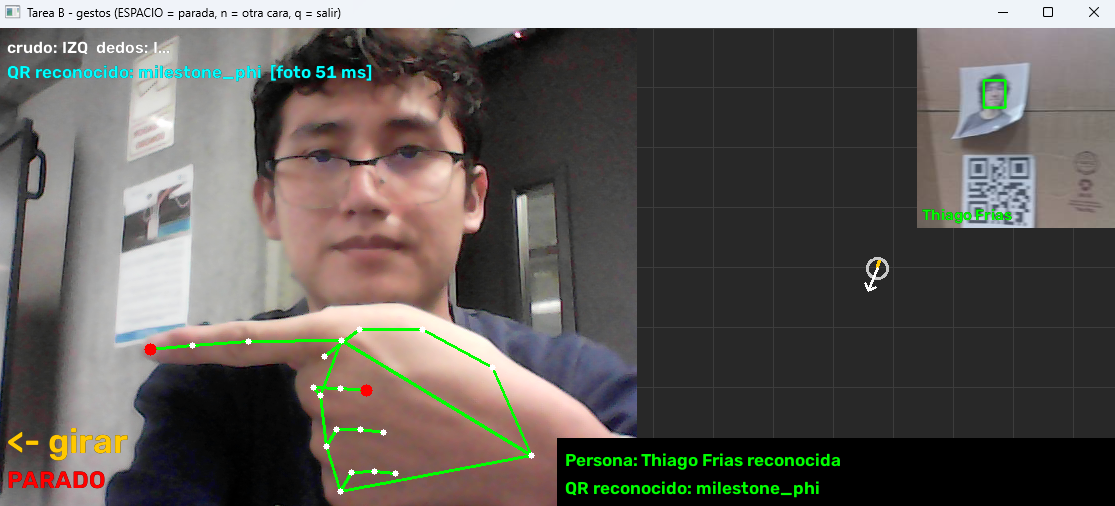 Tarea B - gestos (ESPACIO = parada, n = otra cara, q = salir)
crudo: IZQ dedos: I...
QR reconocido: milestone_phi [foto 51 ms]
Thiago Frias
<- girar
PARADO
Persona: Thiago Frias reconocida
QR reconocido: milestone_phi